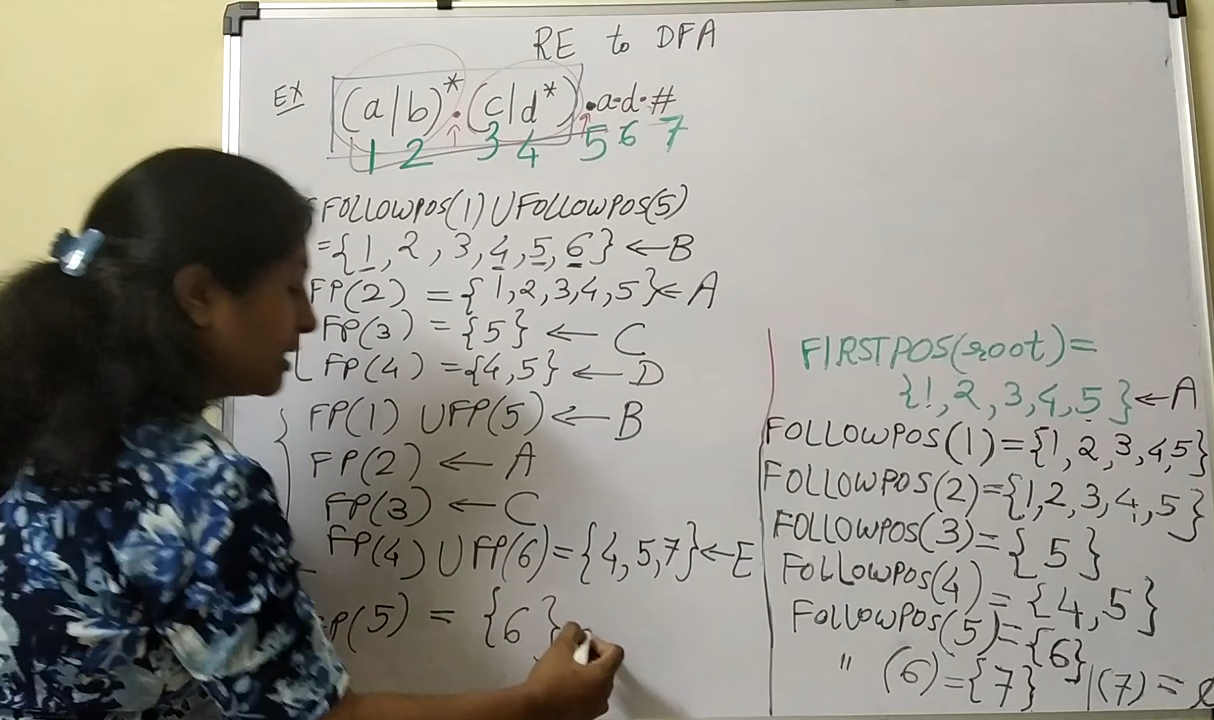 RE to DFA
Ex (a|b)*.(c|d*).a.d.#
1 2 3 4 5 6 7
FOLLOWPOS(1)UFOLLOWPOS(5)
={1,2,3,4,5,6} ←B
FP(2) ={1,2,3,4,5}←A
FP(3) ={5} ← C
FP(4) ={4,5} ← D
FP(1) UFP(5) ← B
FP(2) ← A
FP(3) ← C
FP(4) UFP(6)={4,5,7}←E
P(5) = {6}
FIRSTPOS(root)=
{1,2,3,4,5}←A
FOLLOWPOS(1)={1,2,3,4,5}
FOLLOWPOS(2)={1,2,3,4,5}
FOLLOWPOS(3)={5}
FOLLOWPOS(4)={4,5}
FOLLOWPOS(5)={6}
" (6)={7} |(7)=